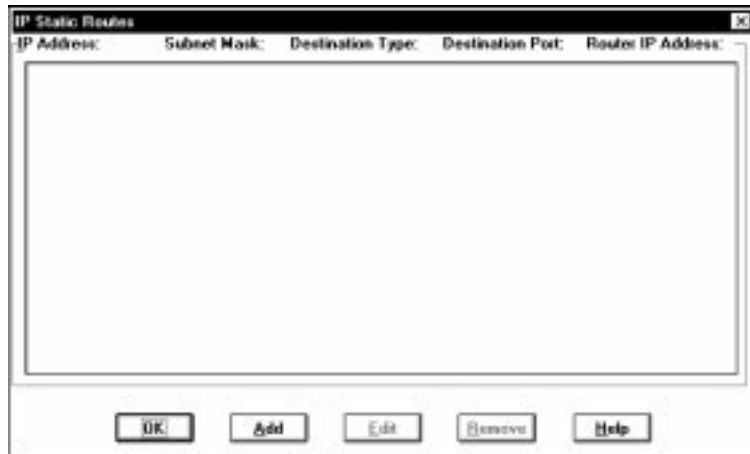 IP Static Routes
IP Address: Subnet Mask: Destination Type: Destination Port: Router IP Address:
OK Add Edit Remove Help